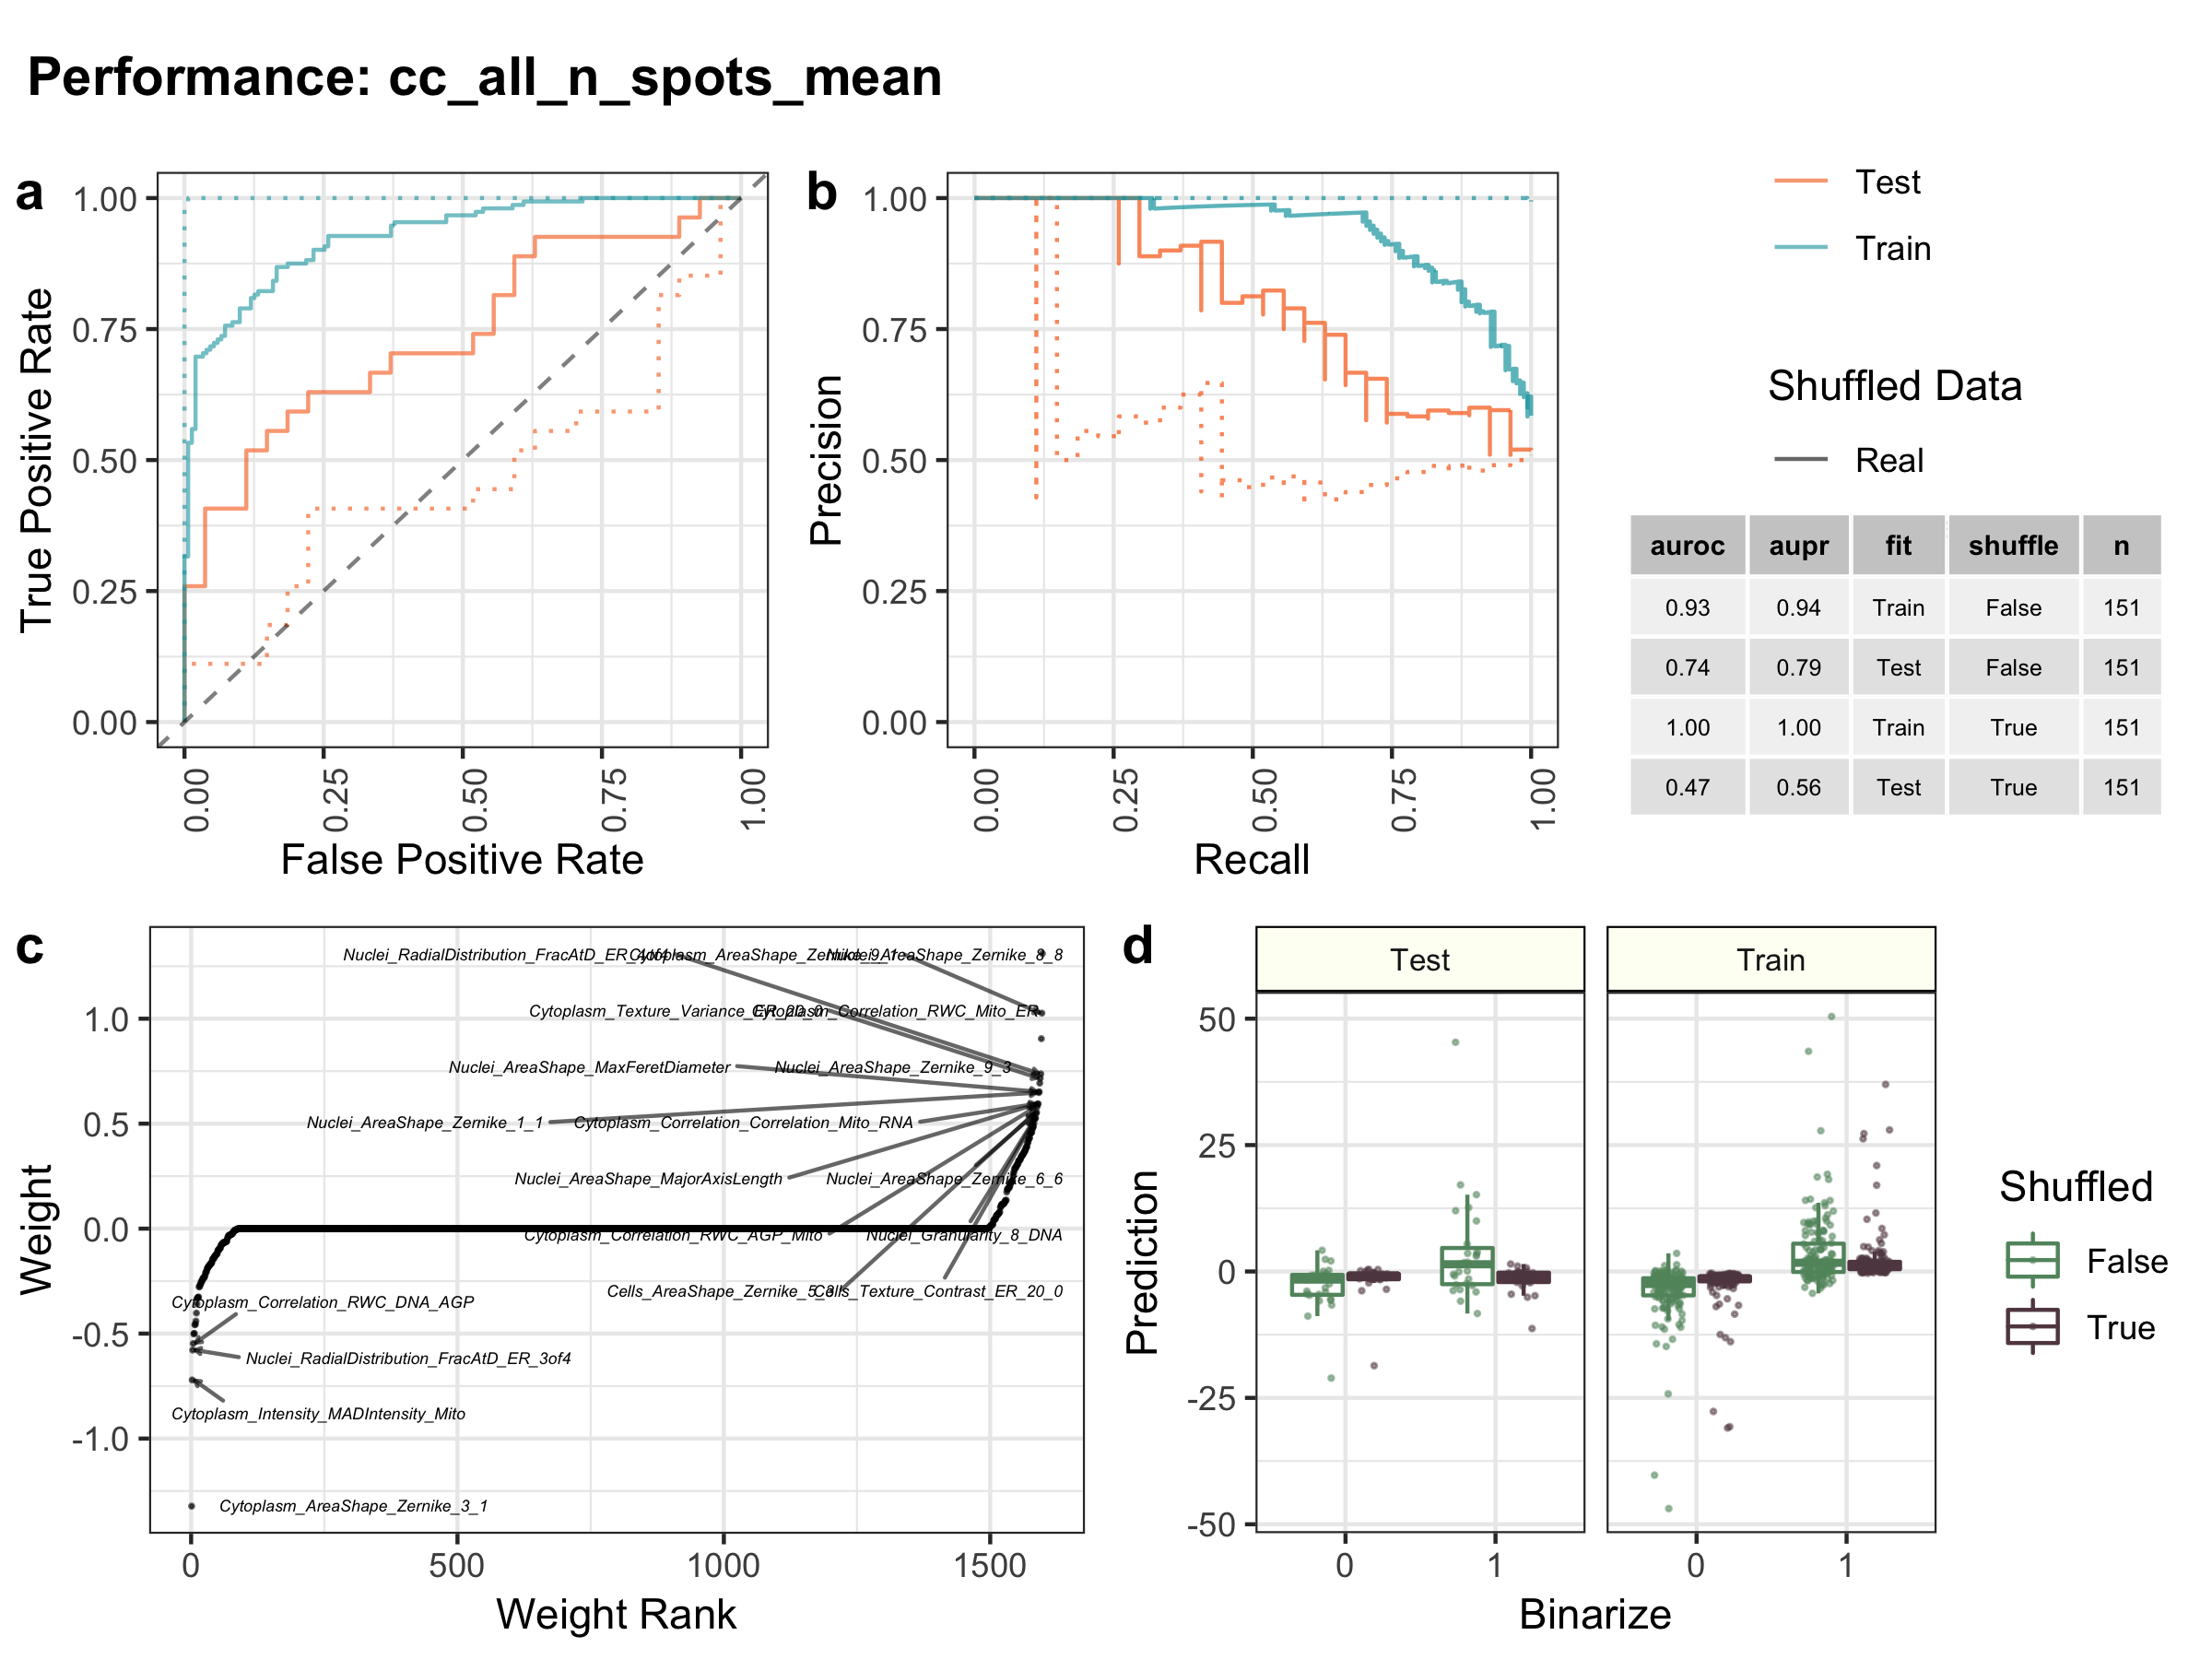 Performance: cc_all_n_spots_mean
a
1.00
0.75
0.50
0.25
0.00
True Positive Rate
0.00
0.25
0.50
0.75
1.00
False Positive Rate
b
1.00
0.75
0.50
0.25
0.00
Precision
0.00
0.25
0.50
0.75
1.00
Recall
Test
Train
Shuffled Data
Real
auroc aupr fit shuffle n
0.93 0.94 Train False 151
0.74 0.79 Test False 151
1.00 1.00 Train True 151
0.47 0.56 Test True 151
c
Nuclei_RadialDistribution_FracAtD_ER_4of4
Cytoplasm_AreaShape_Zernike_9_1
Nuclei_AreaShape_Zernike_8_8
Cytoplasm_Texture_Variance_ER_20_0
Cytoplasm_Correlation_RWC_Mito_ER
Nuclei_AreaShape_MaxFeretDiameter
Nuclei_AreaShape_Zernike_9_3
Nuclei_AreaShape_Zernike_1_1
Cytoplasm_Correlation_Correlation_Mito_RNA
Nuclei_AreaShape_MajorAxisLength
Nuclei_AreaShape_Zernike_6_6
Cytoplasm_Correlation_RWC_AGP_Mito
Nuclei_Granularity_8_DNA
Cells_AreaShape_Zernike_5_3
Cells_Texture_Contrast_ER_20_0
Cytoplasm_Correlation_RWC_DNA_AGP
Nuclei_RadialDistribution_FracAtD_ER_3of4
Cytoplasm_Intensity_MADIntensity_Mito
Cytoplasm_AreaShape_Zernike_3_1
1.0
0.5
0.0
-0.5
-1.0
Weight
0 500 1000 1500
Weight Rank
d
Test Train
50
25
0
-25
-50
Prediction
0 1 0 1
Binarize
Shuffled
False
True